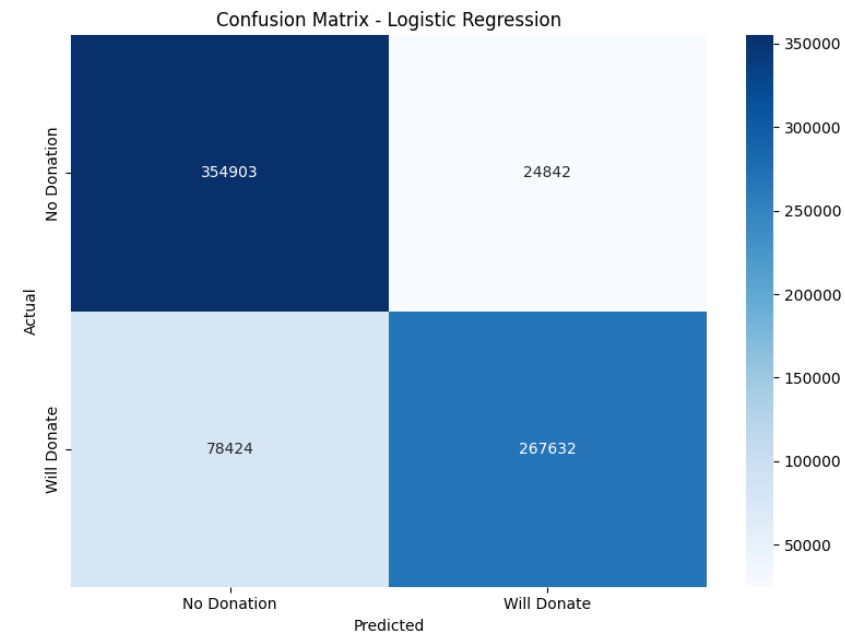 Confusion Matrix - Logistic Regression
No Donation
Will Donate
Actual
354903
24842
78424
267632
No Donation
Will Donate
Predicted
350000
300000
250000
200000
150000
100000
50000